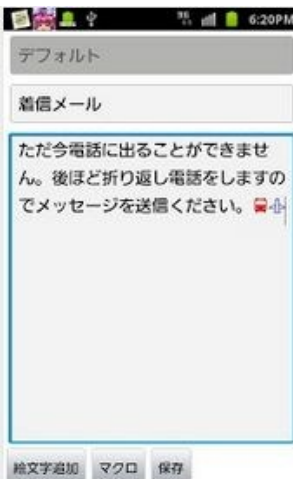 6:20PM
デフォルト
着信メール
ただ今電話に出ることができませ
ん。後ほど折り返し電話をしますの
でメッセージを送信ください。
絵文字追加 マクロ 保存